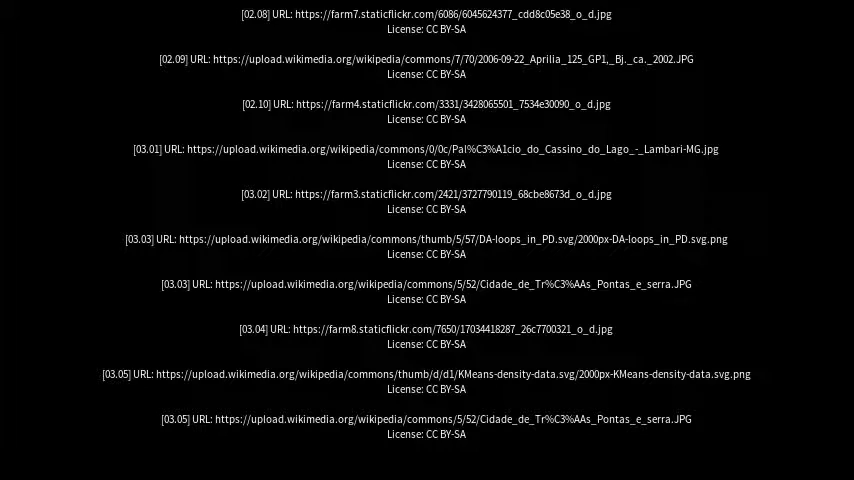 [02.08] URL: https://farm7.staticflickr.com/6086/6045624377_cdd8c05e38_o_d.jpg
License: CC BY-SA
[02.09] URL: https://upload.wikimedia.org/wikipedia/commons/7/70/2006-09-22_Aprilia_125_GP1,_Bj._ca._2002.JPG
License: CC BY-SA
[02.10] URL: https://farm4.staticflickr.com/3331/3428065501_7534e30090_o_d.jpg
License: CC BY-SA
[03.01] URL: https://upload.wikimedia.org/wikipedia/commons/0/0c/Pal%C3%A1cio_do_Cassino_do_Lago_-_Lambari-MG.jpg
License: CC BY-SA
[03.02] URL: https://farm3.staticflickr.com/2421/3727790119_68cbe8673d_o_d.jpg
License: CC BY-SA
[03.03] URL: https://upload.wikimedia.org/wikipedia/commons/thumb/5/57/DA-loops_in_PD.svg/2000px-DA-loops_in_PD.svg.png
License: CC BY-SA
[03.03] URL: https://upload.wikimedia.org/wikipedia/commons/5/52/Cidade_de_Tr%C3%AAs_Pontas_e_serra.JPG
License: CC BY-SA
[03.04] URL: https://farm8.staticflickr.com/7650/17034418287_26c7700321_o_d.jpg
License: CC BY-SA
[03.05] URL: https://upload.wikimedia.org/wikipedia/commons/thumb/d/d1/KMeans-density-data.svg/2000px-KMeans-density-data.svg.png
License: CC BY-SA
[03.05] URL: https://upload.wikimedia.org/wikipedia/commons/5/52/Cidade_de_Tr%C3%AAs_Pontas_e_serra.JPG
License: CC BY-SA